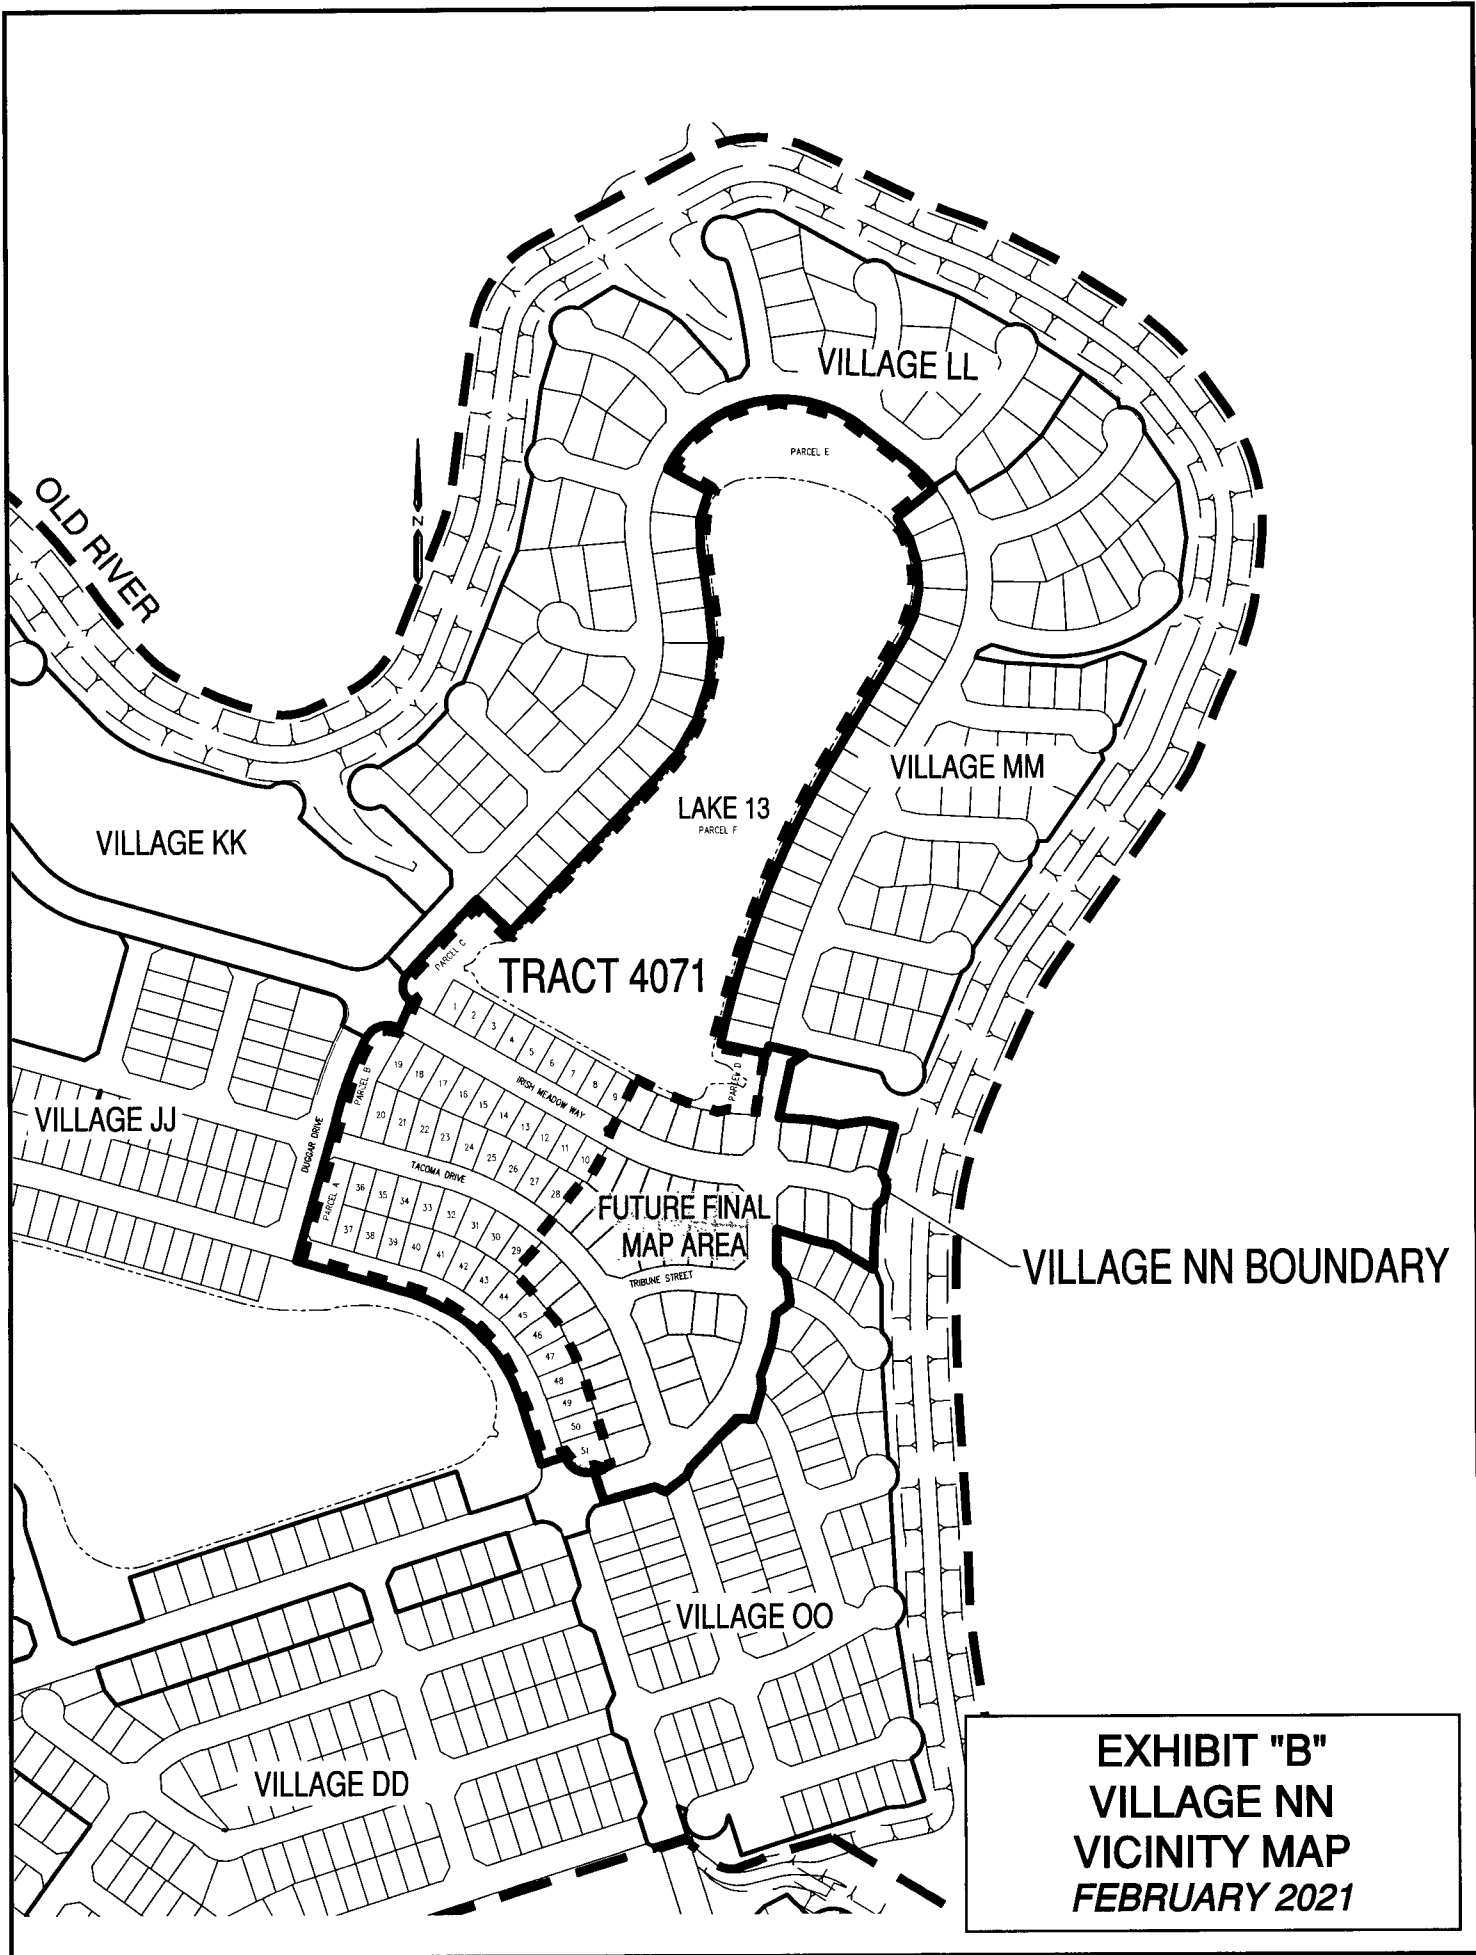 VILLAGE LL
PARCEL E
OLD RIVER
N
VILLAGE MM
LAKE 13
PARCEL F
VILLAGE KK
PARCEL C
TRACT 4071
1
2
3
4
5
6
7
8
9
IRISH MEADOW WAY
PARCEL D
PARCEL B
19
18
17
16
15
14
13
12
11
10
VILLAGE JJ
DUGGAR DRIVE
20
21
22
23
24
25
26
27
28
TACOMA DRIVE
PARCEL A
36
35
34
33
32
31
30
29
FUTURE FINAL
MAP AREA
37
38
39
40
41
42
43
44
45
46
47
48
49
50
51
TRIBUNE STREET
VILLAGE NN BOUNDARY
VILLAGE OO
VILLAGE DD
EXHIBIT "B"
VILLAGE NN
VICINITY MAP
FEBRUARY 2021